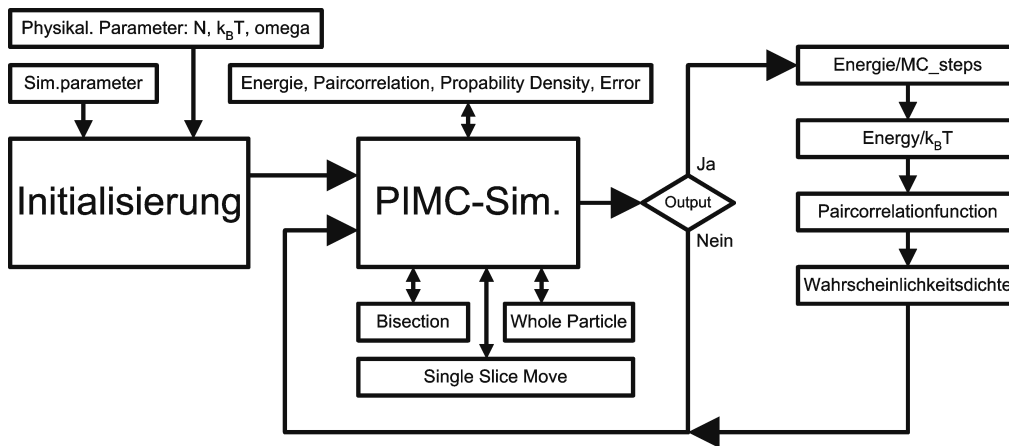 Physikal. Parameter: N, k_BT, omega
Sim.parameter
Energie, Paircorrelation, Propability Density, Error
Initialisierung
PIMC-Sim.
Bisection
Whole Particle
Single Slice Move
Ja
Output
Nein
Energie/MC_steps
Energy/k_BT
Paircorrelationfunction
Wahrscheinlichkeitsdichte